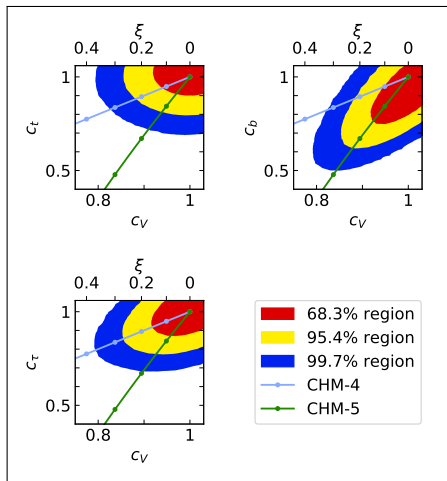 ξ
ξ
0.4 0.2 0
0.4 0.2 0
1
0.5
c_t
1
0.5
c_b
0.8 1
0.8 1
c_V
c_V
ξ
0.4 0.2 0
1
0.5
c_τ
0.8 1
c_V
68.3% region
95.4% region
99.7% region
CHM-4
CHM-5